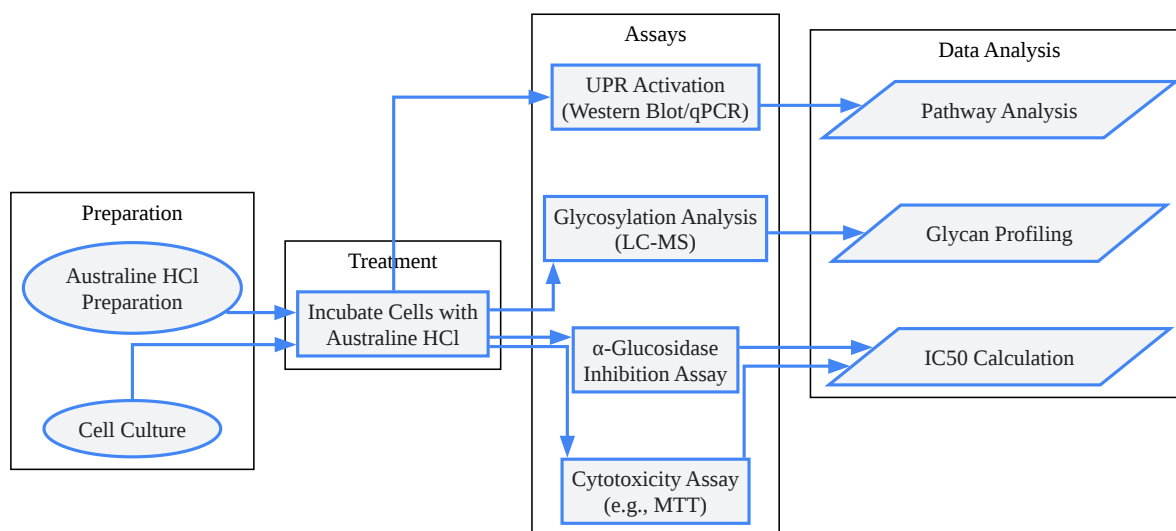 Preparation
Australine HCl
Preparation
Cell Culture
Treatment
Incubate Cells with
Australine HCl
Assays
UPR Activation
(Western Blot/qPCR)
Glycosylation Analysis
(LC-MS)
α-Glucosidase
Inhibition Assay
Cytotoxicity Assay
(e.g., MTT)
Data Analysis
Pathway Analysis
Glycan Profiling
IC50 Calculation